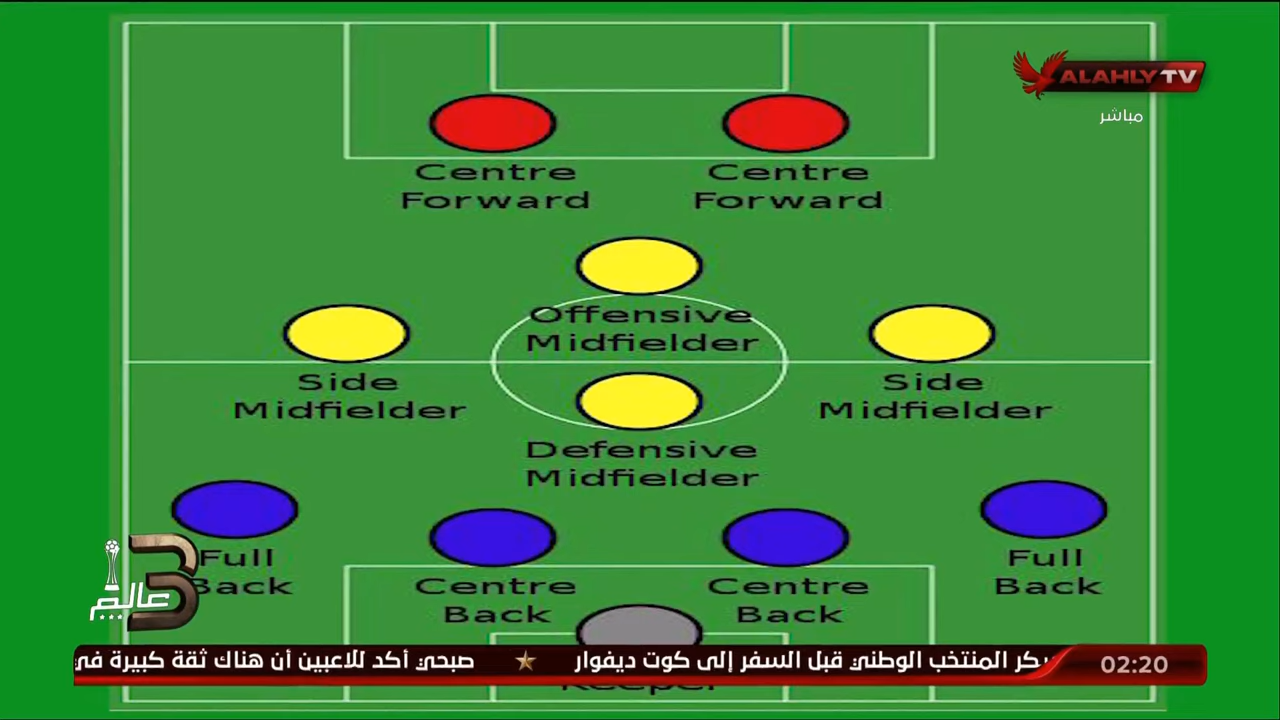 ALAHLY TV
مباشر
Centre
Forward
Centre
Forward
Offensive
Midfielder
Side
Midfielder
Side
Midfielder
Defensive
Midfielder
Full
Back
Centre
Back
Centre
Back
Full
Back
عالم 3
المنتخب الوطني قبل السفر إلى كوت ديفوار ★ صبحي أكد للاعبين أن هناك ثقة كبيرة في
02:20
Keeper